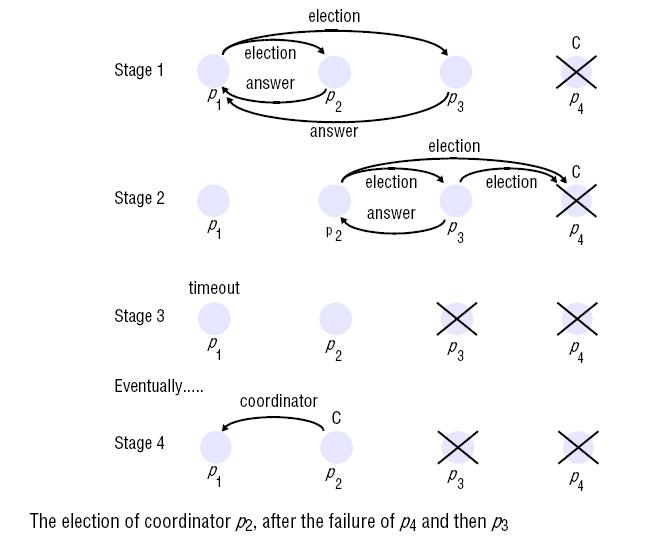 election
C
election
Stage 1
answer
p1
p2
p3
p4
answer
election
C
election
election
Stage 2
answer
p1
p2
p3
p4
timeout
Stage 3
p1
p2
p3
p4
Eventually.....
coordinator
C
Stage 4
p1
p2
p3
p4
The election of coordinator p2, after the failure of p4 and then p3